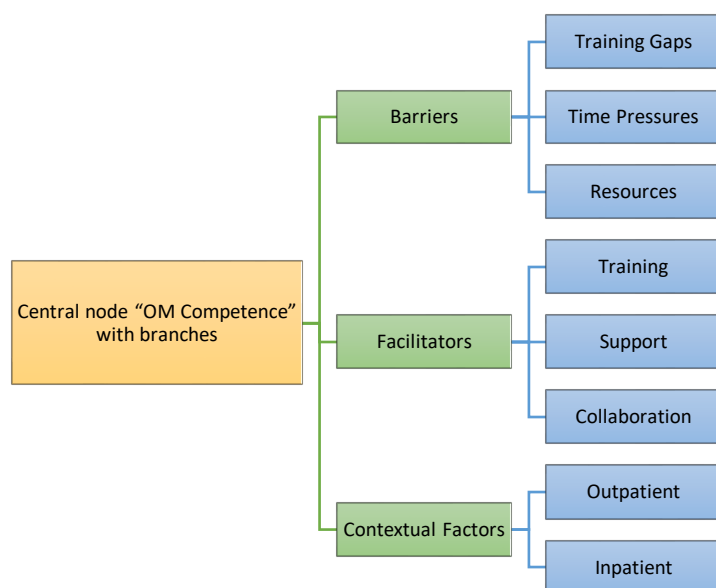 Training Gaps
Barriers
Time Pressures
Resources
Central node “OM Competence”
with branches
Training
Facilitators
Support
Collaboration
Outpatient
Contextual Factors
Inpatient